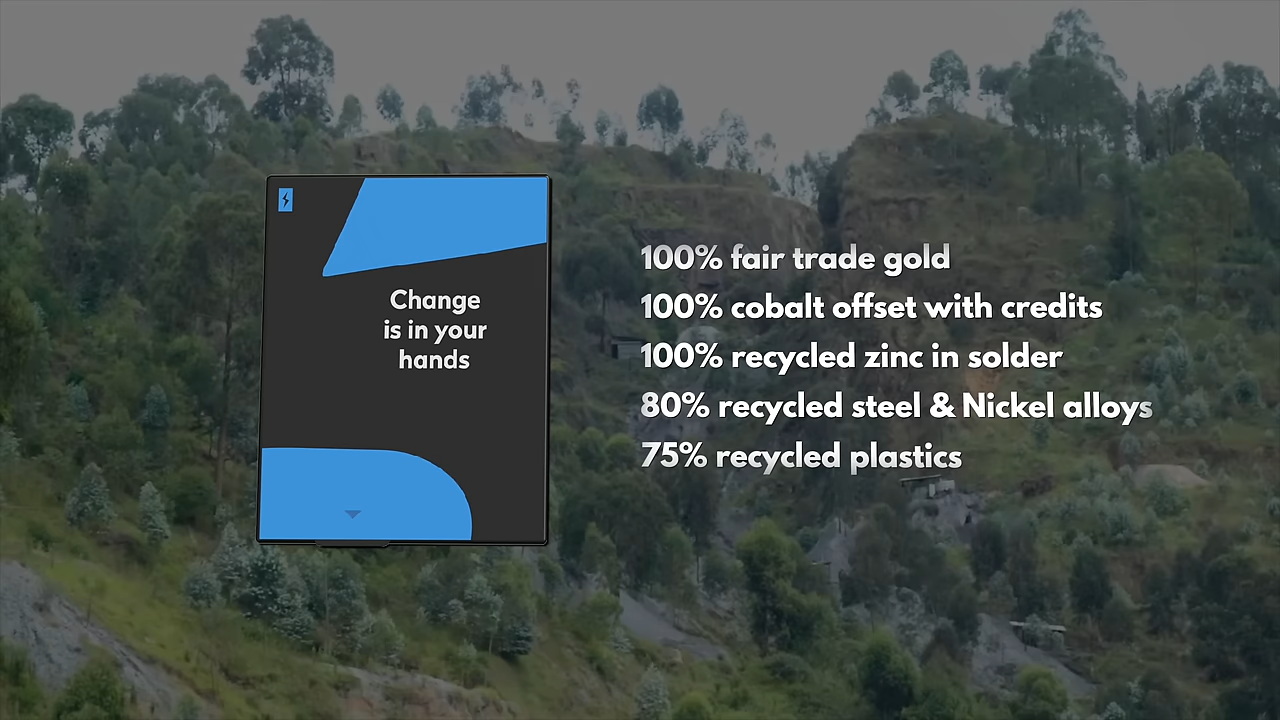 Change
is in your
hands
100% fair trade gold
100% cobalt offset with credits
100% recycled zinc in solder
80% recycled steel & Nickel alloys
75% recycled plastics